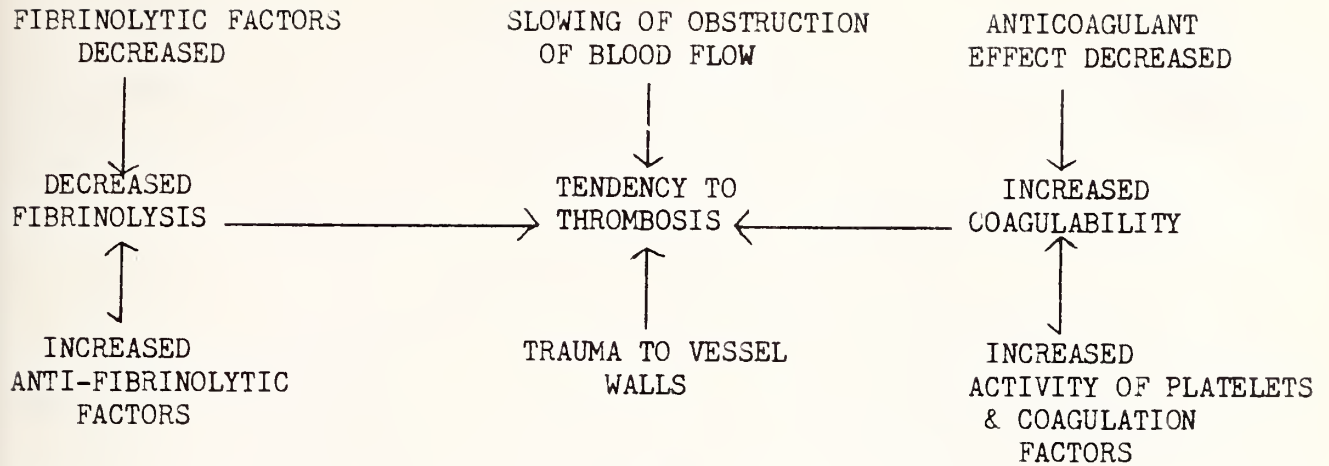 FIBRINOLYTIC FACTORS
DECREASED
SLOWING OF OBSTRUCTION
OF BLOOD FLOW
ANTICOAGULANT
EFFECT DECREASED
DECREASED
FIBRINOLYSIS
TENDENCY TO
THROMBOSIS
INCREASED
COAGULABILITY
INCREASED
ANTI-FIBRINOLYTIC
FACTORS
TRAUMA TO VESSEL
WALLS
INCREASED
ACTIVITY OF PLATELETS
& COAGULATION
FACTORS